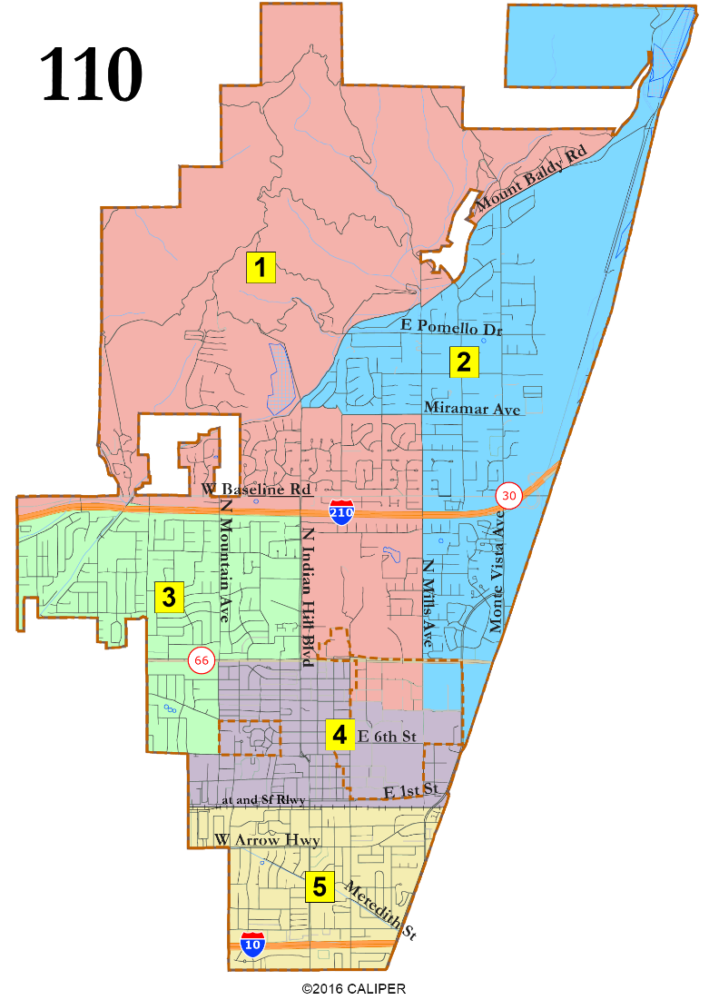 110
Mount Baldy Rd
1
E Pomello Dr
2
Miramar Ave
W Baseline Rd
30
210
N Mountain Ave
N Indian Hill Blvd
N Mills Ave
Monte Vista Ave
3
66
4
E 6th St
E 1st St
at and Sf Rlwy
W Arrow Hwy
5
Meredith St
10
©2016 CALIPER